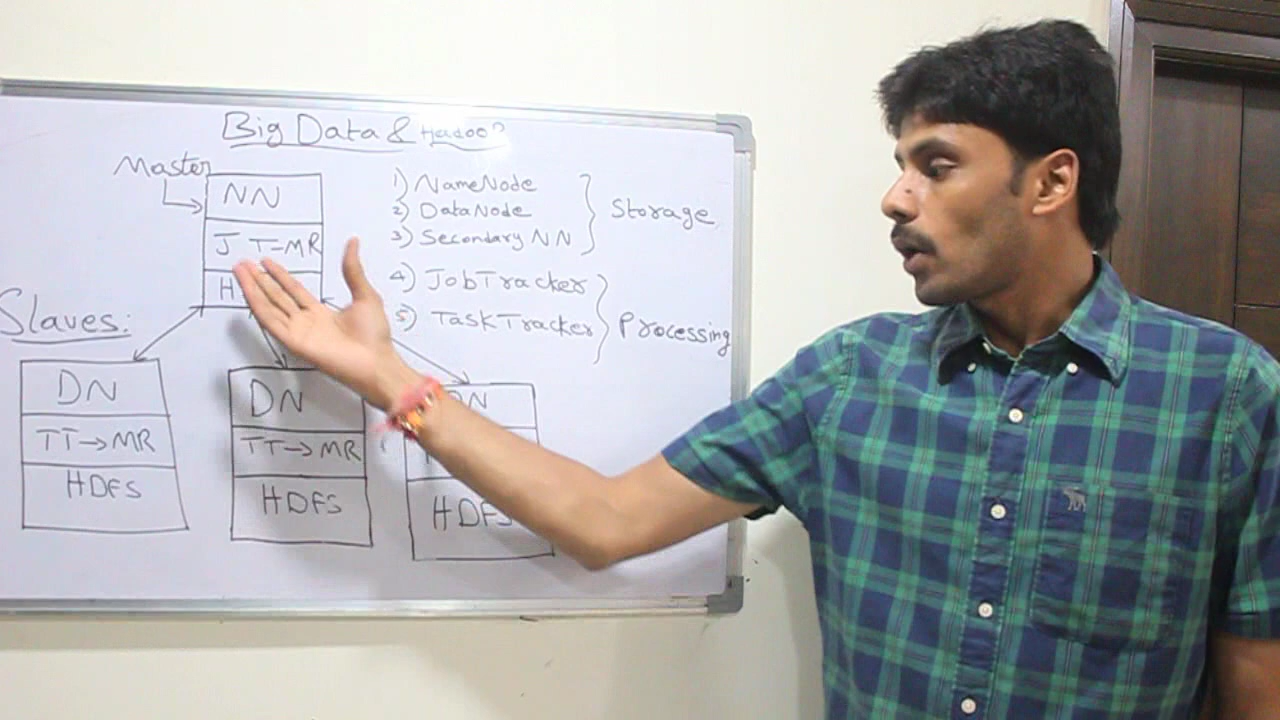 Big Data & Hadoop
Master
NN
J T-MR
H
1) NameNode
2) DataNode
3) Secondary NN
Storage
4) JobTracker
5) TaskTracker
Processing
Slaves:
DN
TT→MR
HDFS
DN
TT→MR
HDFS
DN
HDFS